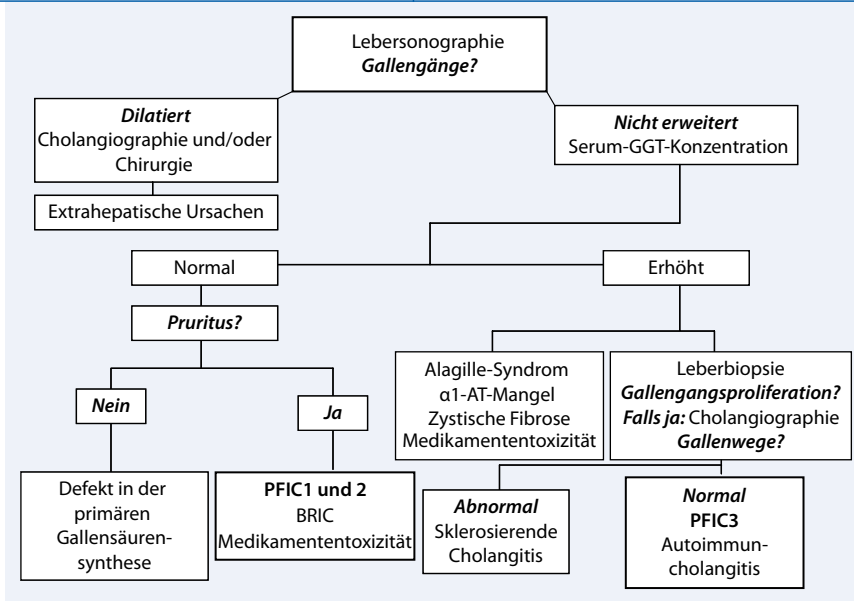 Lebersonographie
Gallengänge?
Dilatiert
Cholangiographie und/oder
Chirurgie
Nicht erweitert
Serum-GGT-Konzentration
Extrahepatische Ursachen
Normal
Erhöht
Pruritus?
Alagille-Syndrom
α1-AT-Mangel
Zystische Fibrose
Medikamententoxizität
Leberbiopsie
Gallengangsproliferation?
Falls ja: Cholangiographie
Gallenwege?
Nein
Ja
Defekt in der
primären
Gallensäuren-
synthese
PFIC1 und 2
BRIC
Medikamententoxizität
Abnormal
Sklerosierende
Cholangitis
Normal
PFIC3
Autoimmun-
cholangitis